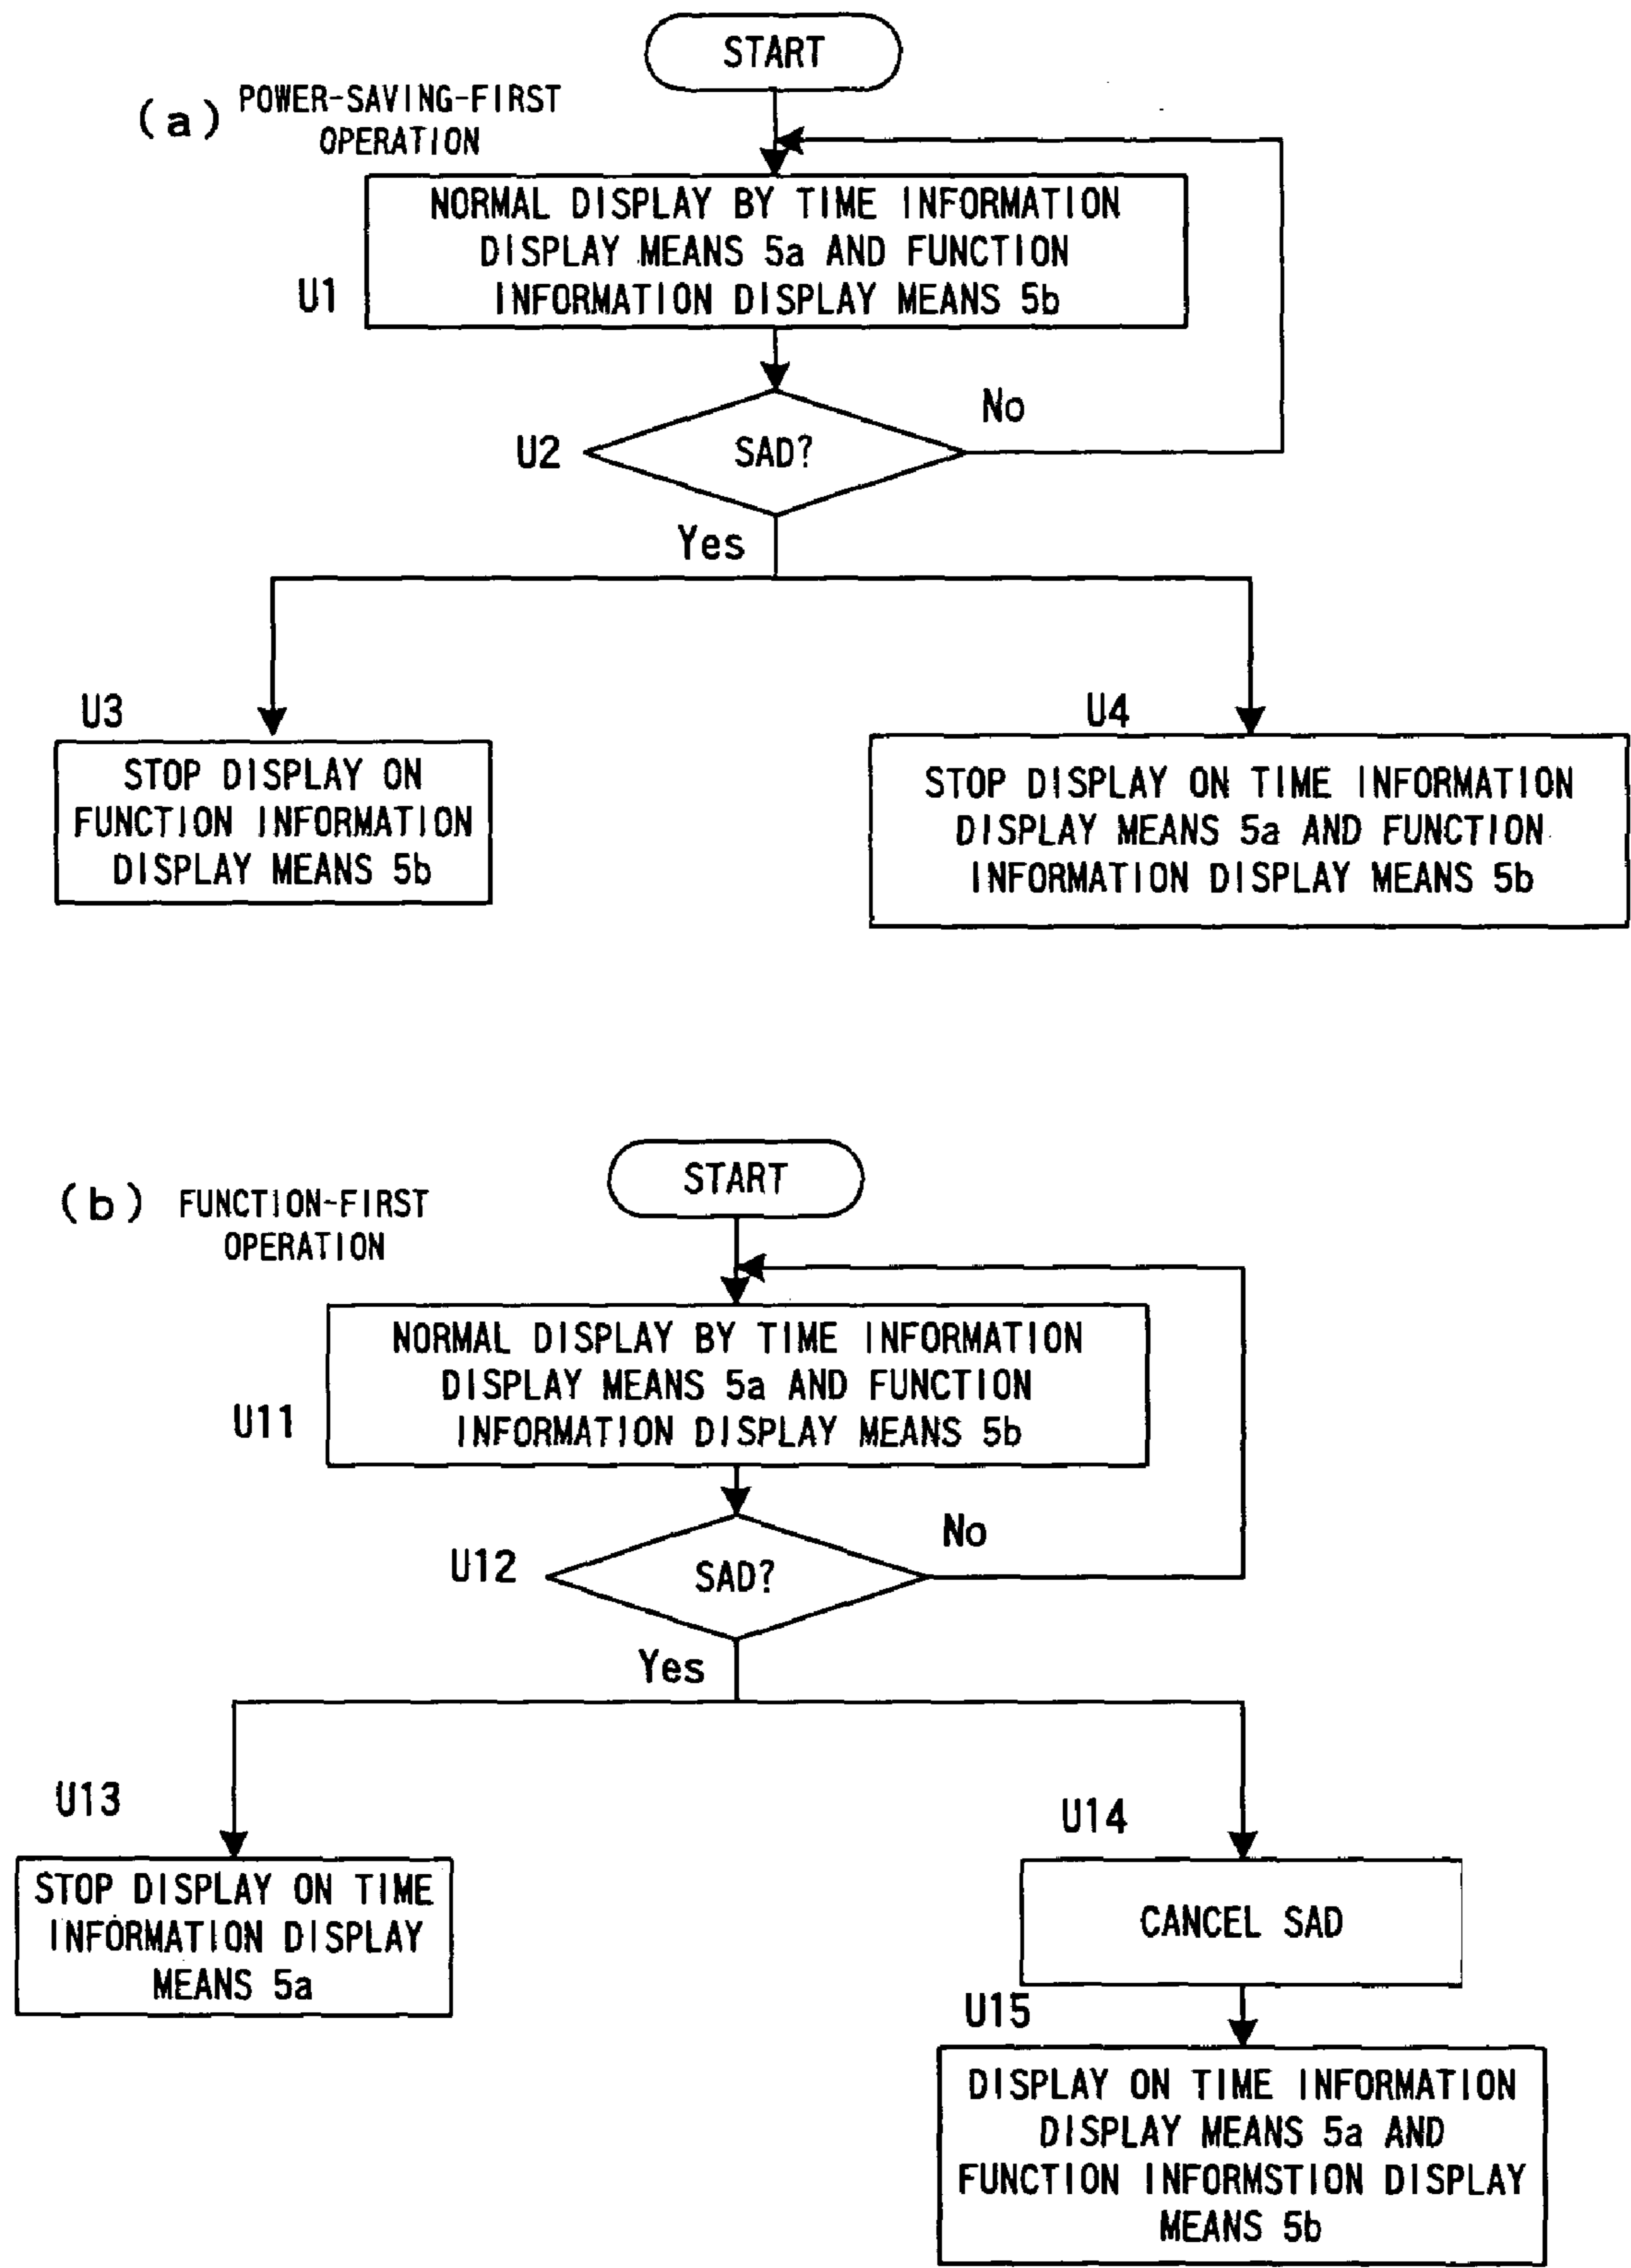 START
(a) POWER-SAVING-FIRST
OPERATION
NORMAL DISPLAY BY TIME INFORMATION
DISPLAY MEANS 5a AND FUNCTION
INFORMATION DISPLAY MEANS 5b
U1
No
U2
SAD?
Yes
U3
U4
STOP DISPLAY ON
FUNCTION INFORMATION
DISPLAY MEANS 5b
STOP DISPLAY ON TIME INFORMATION
DISPLAY MEANS 5a AND FUNCTION
INFORMATION DISPLAY MEANS 5b
START
(b) FUNCTION-FIRST
OPERATION
NORMAL DISPLAY BY TIME INFORMATION
DISPLAY MEANS 5a AND FUNCTION
INFORMATION DISPLAY MEANS 5b
U11
No
U12
SAD?
Yes
U13
U14
STOP DISPLAY ON TIME
INFORMATION DISPLAY
MEANS 5a
CANCEL SAD
U15
DISPLAY ON TIME INFORMATION
DISPLAY MEANS 5a AND
FUNCTION INFORMSTION DISPLAY
MEANS 5b